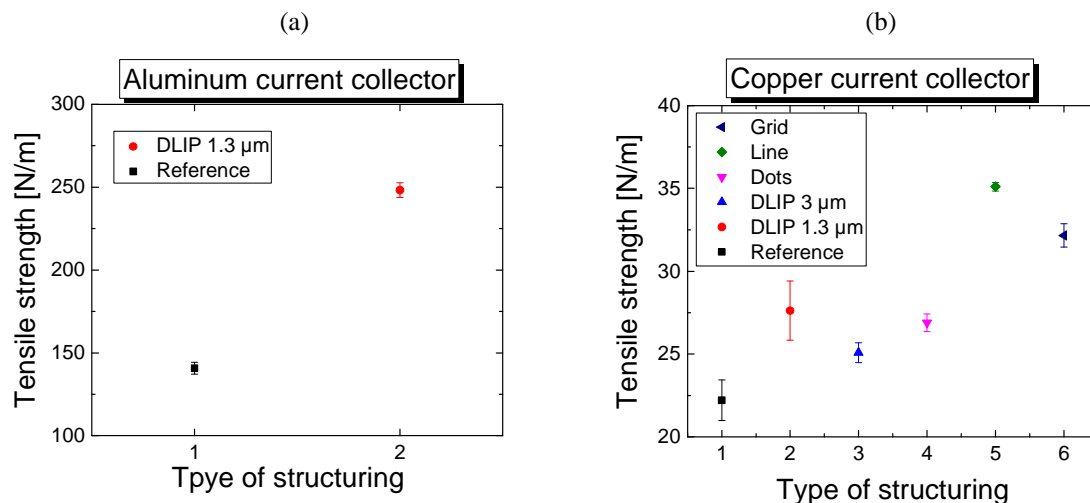 (a)
Aluminum current collector
300
250
200
150
100
Tensile strength [N/m]
DLIP 1.3 µm
Reference
1 2
Tpye of structuring
(b)
Copper current collector
40
35
30
25
20
Tensile strength [N/m]
Grid
Line
Dots
DLIP 3 µm
DLIP 1.3 µm
Reference
1 2 3 4 5 6
Type of structuring